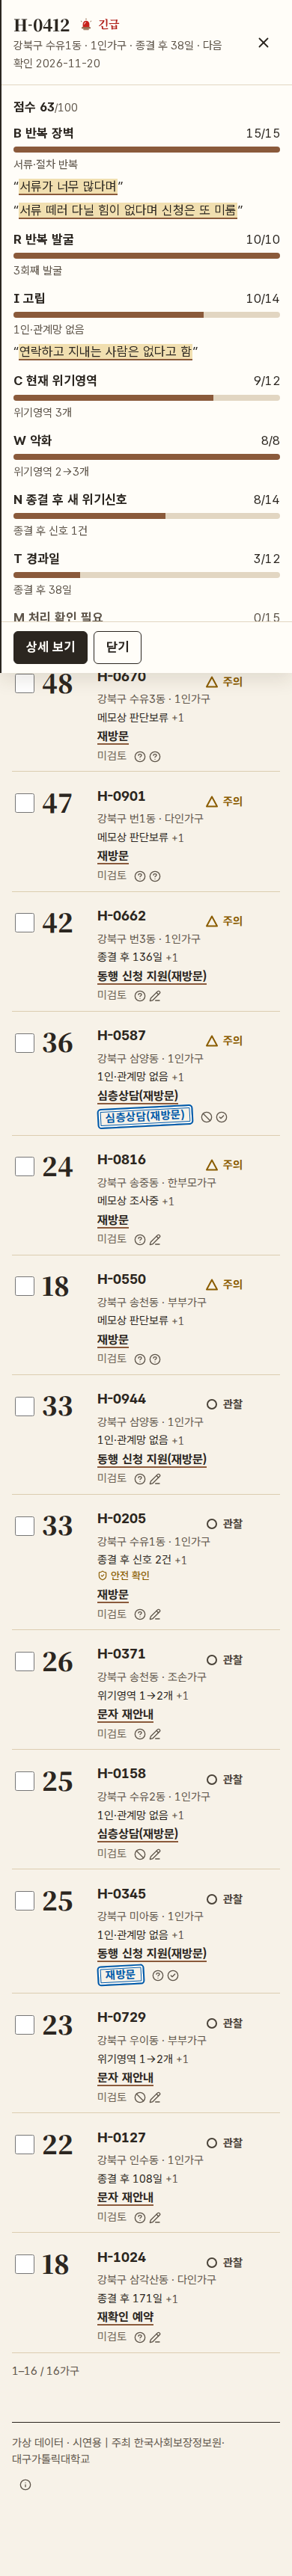 H-0412 긴급
강북구 수유1동 · 1인가구 · 종결 후 38일 · 다음
확인 2026-11-20
점수 63/100
B 반복 장벽 15/15
서류·절차 반복
“서류가 너무 많다며”
“서류 떼러 다닐 힘이 없다며 신청은 또 미룸”
R 반복 발굴 10/10
3회째 발굴
I 고립 10/14
1인·관계망 없음
“연락하고 지내는 사람은 없다고 함”
C 현재 위기영역 9/12
위기영역 3개
W 악화 8/8
위기영역 2→3개
N 종결 후 새 위기신호 8/14
종결 후 신호 1건
T 경과일 3/12
종결 후 38일
M 처리 확인 필요 0/15
상세 보기 닫기
48 H-0670 주의
강북구 수유3동 · 1인가구
메모상 판단보류 +1
재방문
미검토
47 H-0901 주의
강북구 번1동 · 다인가구
메모상 판단보류 +1
재방문
미검토
42 H-0662 주의
강북구 번3동 · 1인가구
종결 후 136일 +1
동행 신청 지원(재방문)
미검토
36 H-0587 주의
강북구 삼양동 · 1인가구
1인·관계망 없음 +1
심층상담(재방문)
심층상담(재방문)
24 H-0816 주의
강북구 송중동 · 한부모가구
메모상 조사중 +1
재방문
미검토
18 H-0550 주의
강북구 송천동 · 부부가구
메모상 판단보류 +1
재방문
미검토
33 H-0944 관찰
강북구 삼양동 · 1인가구
1인·관계망 없음 +1
동행 신청 지원(재방문)
미검토
33 H-0205 관찰
강북구 수유1동 · 1인가구
종결 후 신호 2건 +1
안전 확인
재방문
미검토
26 H-0371 관찰
강북구 송천동 · 조손가구
위기영역 1→2개 +1
문자 재안내
미검토
25 H-0158 관찰
강북구 수유2동 · 1인가구
1인·관계망 없음 +1
심층상담(재방문)
미검토
25 H-0345 관찰
강북구 미아동 · 1인가구
1인·관계망 없음 +1
동행 신청 지원(재방문)
재방문
23 H-0729 관찰
강북구 우이동 · 부부가구
위기영역 1→2개 +1
문자 재안내
미검토
22 H-0127 관찰
강북구 인수동 · 1인가구
종결 후 108일 +1
문자 재안내
미검토
18 H-1024 관찰
강북구 삼각산동 · 다인가구
종결 후 171일 +1
재확인 예약
미검토
1–16 / 16가구
가상 데이터 · 시연용 | 주최 한국사회보장정보원·
대구가톨릭대학교